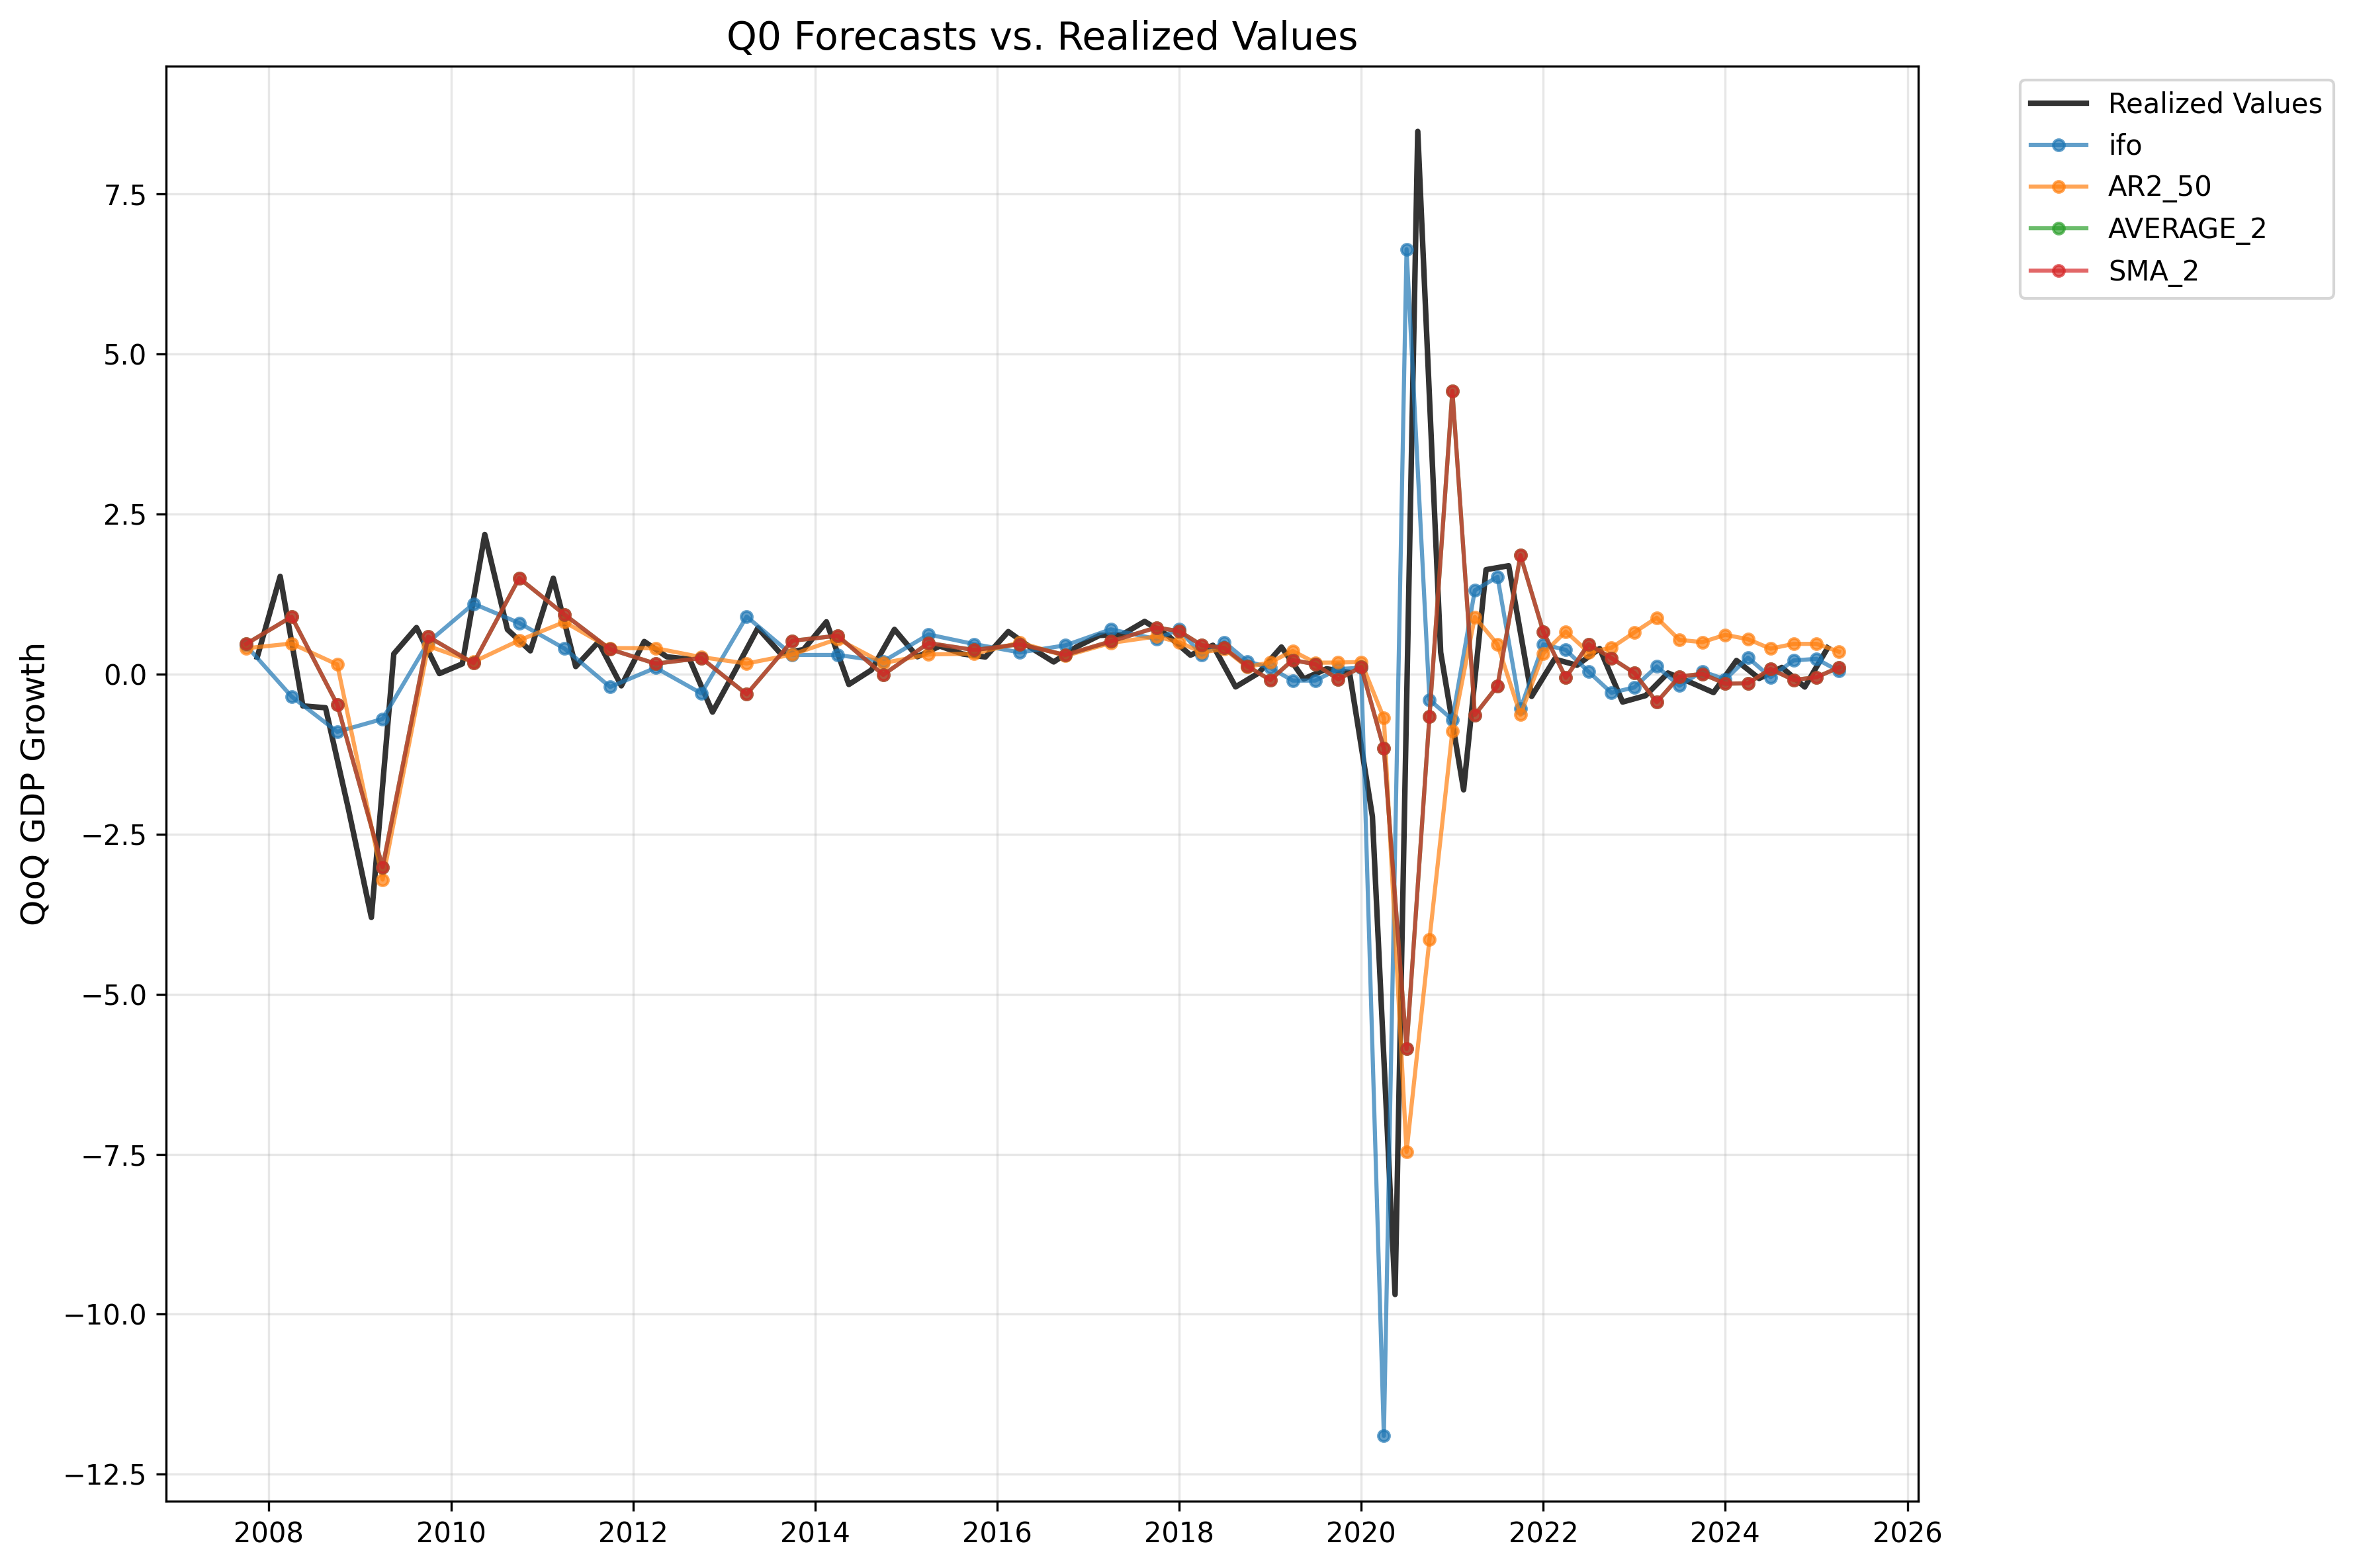 Q0 Forecasts vs. Realized Values
Realized Values
ifo
AR2_50
AVERAGE_2
SMA_2
QoQ GDP Growth
7.5
5.0
2.5
0.0
−2.5
−5.0
−7.5
−10.0
−12.5
2008 2010 2012 2014 2016 2018 2020 2022 2024 2026